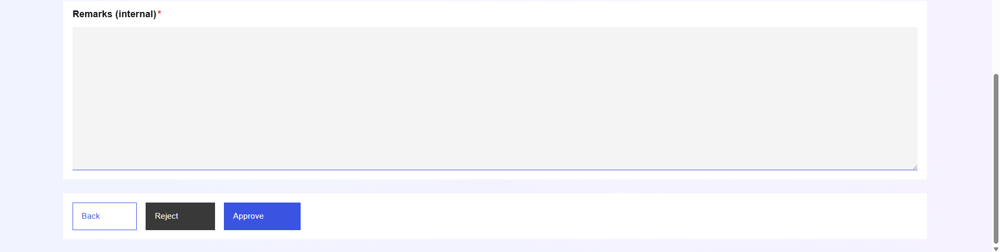 Remarks (internal)*
Back
Reject
Approve